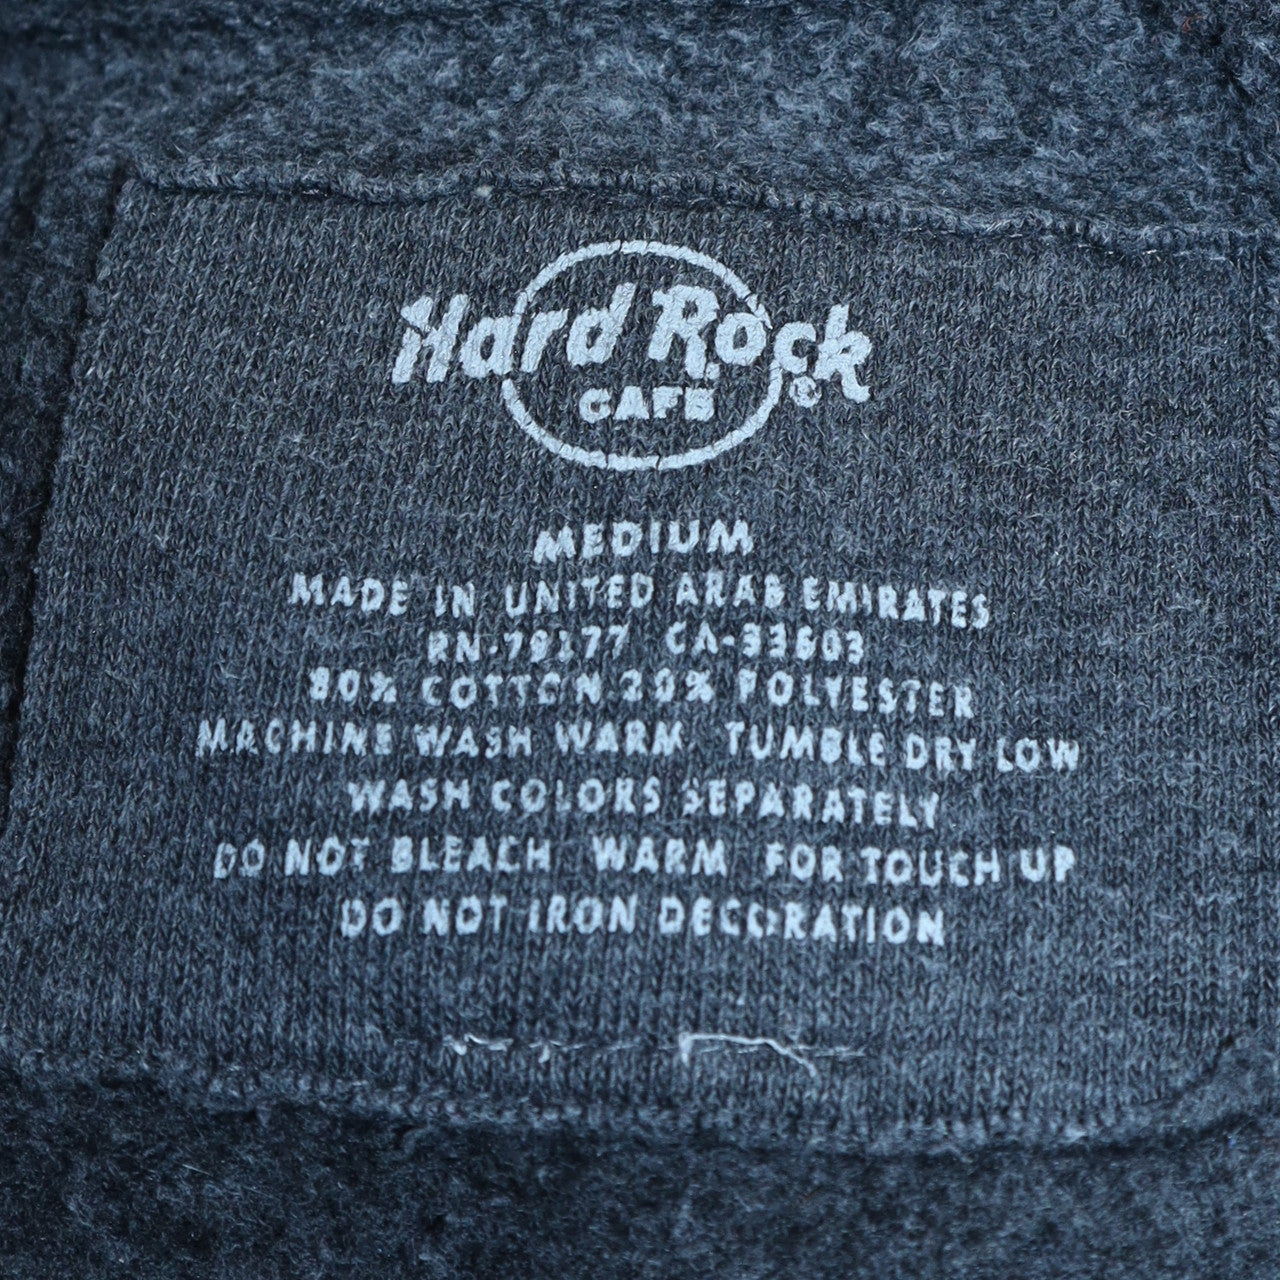 Hard Rock
CAFE
®
MEDIUM
MADE IN UNITED ARAB EMIRATES
RN-79177 CA-33603
80% COTTON 20% POLYESTER
MACHINE WASH WARM TUMBLE DRY LOW
WASH COLORS SEPARATELY
DO NOT BLEACH WARM FOR TOUCH UP
DO NOT IRON DECORATION